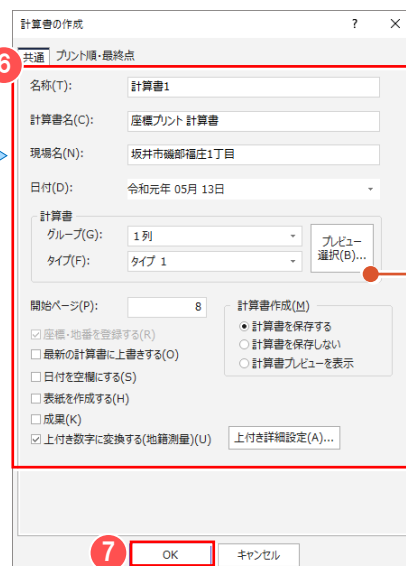 計算書の作成 ? ×
6
共通 プリント順・最終点
名称(T): 計算書1
計算書名(C): 座標プリント 計算書
現場名(N): 坂井市磯部福庄1丁目
日付(D): 令和元年 05月 13日
計算書
グループ(G): 1列
タイプ(F): タイプ 1
プレビュー
選択(B)...
開始ページ(P): 8
計算書作成(M)
計算書を保存する
計算書を保存しない
計算書プレビューを表示
座標・地番を登録する(R)
最新の計算書に上書きする(O)
日付を空欄にする(S)
表紙を作成する(H)
成果(K)
上付き数字に変換する(地籍測量)(U) 上付き詳細設定(A)...
7 OK キャンセル